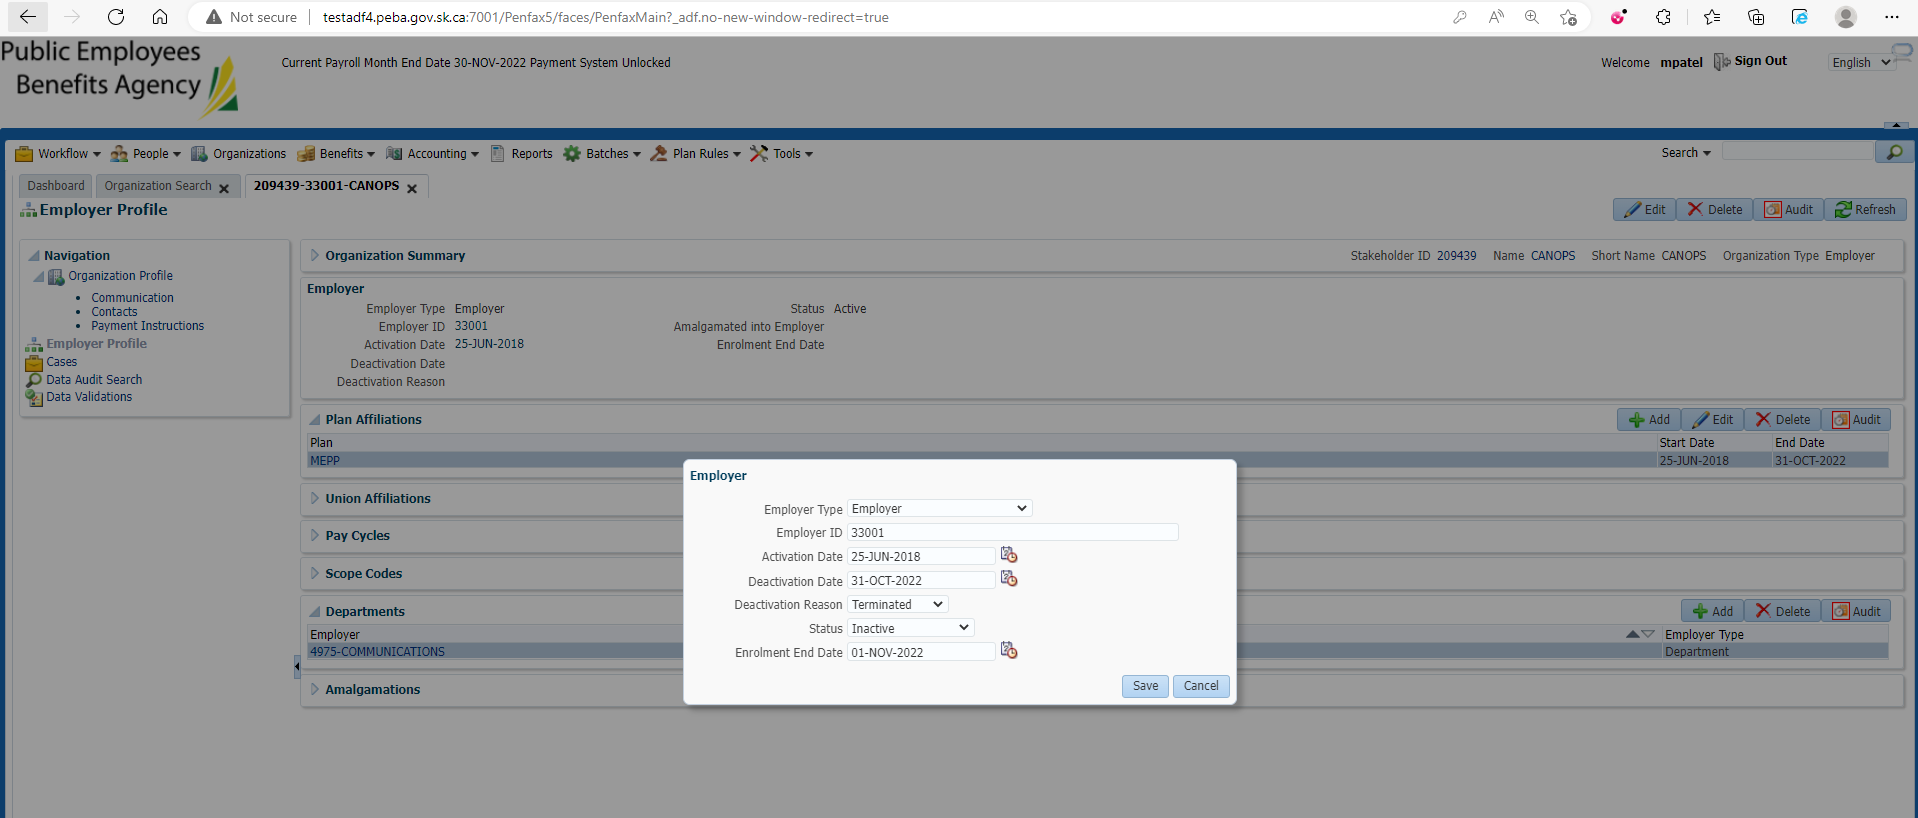 Not secure testadf4.peba.gov.sk.ca:7001/Penfax5/faces/PenfaxMain?_adf.no-new-window-redirect=true
Public Employees
Benefits Agency
Current Payroll Month End Date 30-NOV-2022 Payment System Unlocked
Welcome mpatel Sign Out English
Workflow People Organizations Benefits Accounting Reports Batches Plan Rules Tools Search
Dashboard Organization Search 209439-33001-CANOPS
Employer Profile Edit Delete Audit Refresh
Navigation
Organization Profile
Communication
Contacts
Payment Instructions
Employer Profile
Cases
Data Audit Search
Data Validations
Organization Summary Stakeholder ID 209439 Name CANOPS Short Name CANOPS Organization Type Employer
Employer
Employer Type Employer Status Active
Employer ID 33001 Amalgamated into Employer
Activation Date 25-JUN-2018 Enrolment End Date
Deactivation Date
Deactivation Reason
Plan Affiliations Add Edit Delete Audit
Plan Start Date End Date
MEPP 25-JUN-2018 31-OCT-2022
Union Affiliations
Pay Cycles
Scope Codes
Departments Add Delete Audit
Employer Employer Type
4975-COMMUNICATIONS Department
Amalgamations
Employer
Employer Type Employer
Employer ID 33001
Activation Date 25-JUN-2018
Deactivation Date 31-OCT-2022
Deactivation Reason Terminated
Status Inactive
Enrolment End Date 01-NOV-2022
Save Cancel